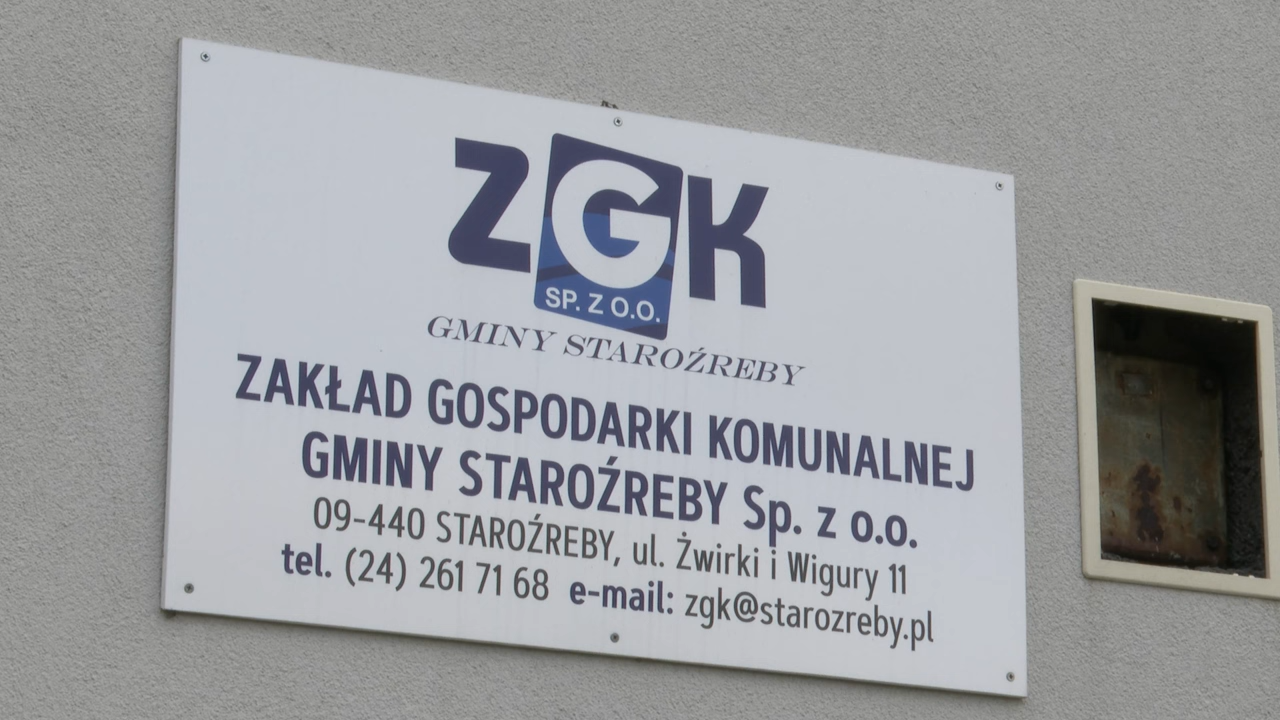 ZGK
SP. Z O.O.
GMINY STAROŹREBY
ZAKŁAD GOSPODARKI KOMUNALNEJ
GMINY STAROŹREBY Sp. z o.o.
09-440 STAROŹREBY, ul. Żwirki i Wigury 11
tel. (24) 261 71 68 e-mail: zgk@starozreby.pl